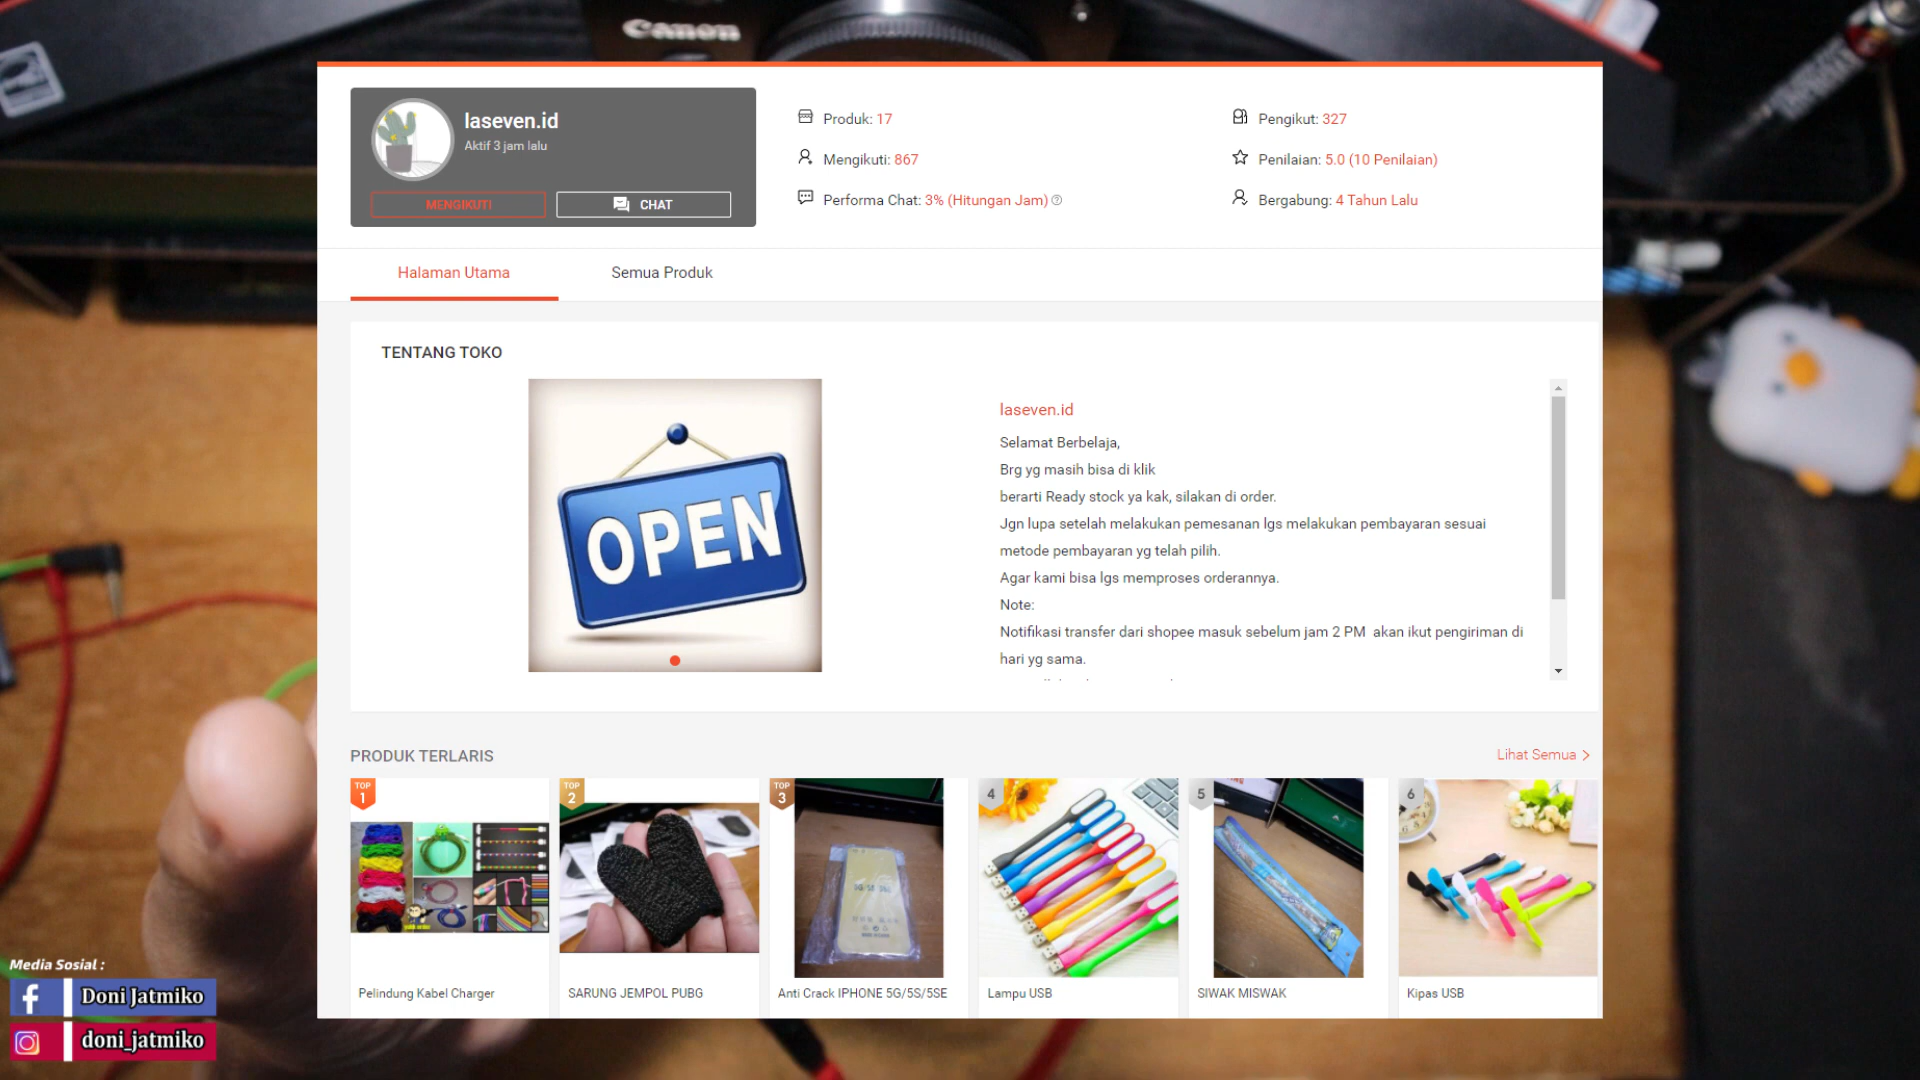 Canon
laseven.id
Aktif 3 jam lalu
MENGIKUTI
CHAT
Produk: 17
Mengikuti: 867
Performa Chat: 3% (Hitungan Jam)
Pengikut: 327
Penilaian: 5.0 (10 Penilaian)
Bergabung: 4 Tahun Lalu
Halaman Utama
Semua Produk
TENTANG TOKO
OPEN
laseven.id
Selamat Berbelaja,
Brg yg masih bisa di klik
berarti Ready stock ya kak, silakan di order.
Jgn lupa setelah melakukan pemesanan lgs melakukan pembayaran sesuai
metode pembayaran yg telah pilih.
Agar kami bisa lgs memproses orderannya.
Note:
Notifikasi transfer dari shopee masuk sebelum jam 2 PM akan ikut pengiriman di
hari yg sama.
PRODUK TERLARIS
Lihat Semua >
TOP 1
TOP 2
TOP 3
4
5
6
Pelindung Kabel Charger
SARUNG JEMPOL PUBG
Anti Crack IPHONE 5G/5S/5SE
Lampu USB
SIWAK MISWAK
Kipas USB
Media Sosial :
Doni Jatmiko
doni_jatmiko